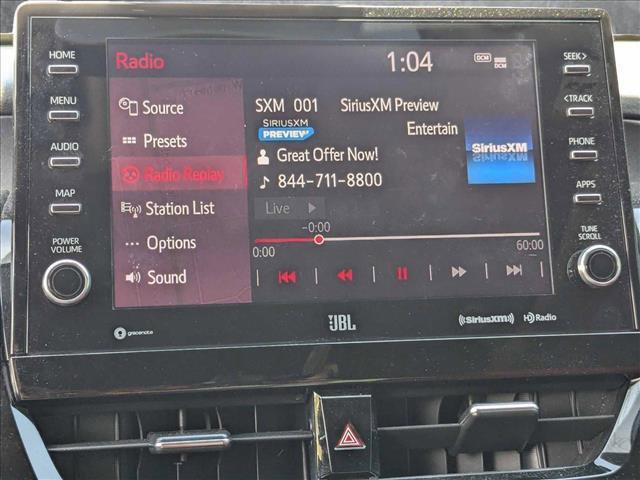 HOME
MENU
AUDIO
MAP
POWER
VOLUME
Radio
1:04
DCM
DCM
Source
Presets
Radio Replay
Station List
Options
Sound
SXM 001 SiriusXM Preview
SIRIUSXM
PREVIEW
Entertain
Great Offer Now!
844-711-8800
SiriusXM
Live
-0:00
0:00
60:00
SEEK>
<TRACK
PHONE
APPS
TUNE
SCROLL
gracenote
JBL
((SiriusXM))
HD Radio